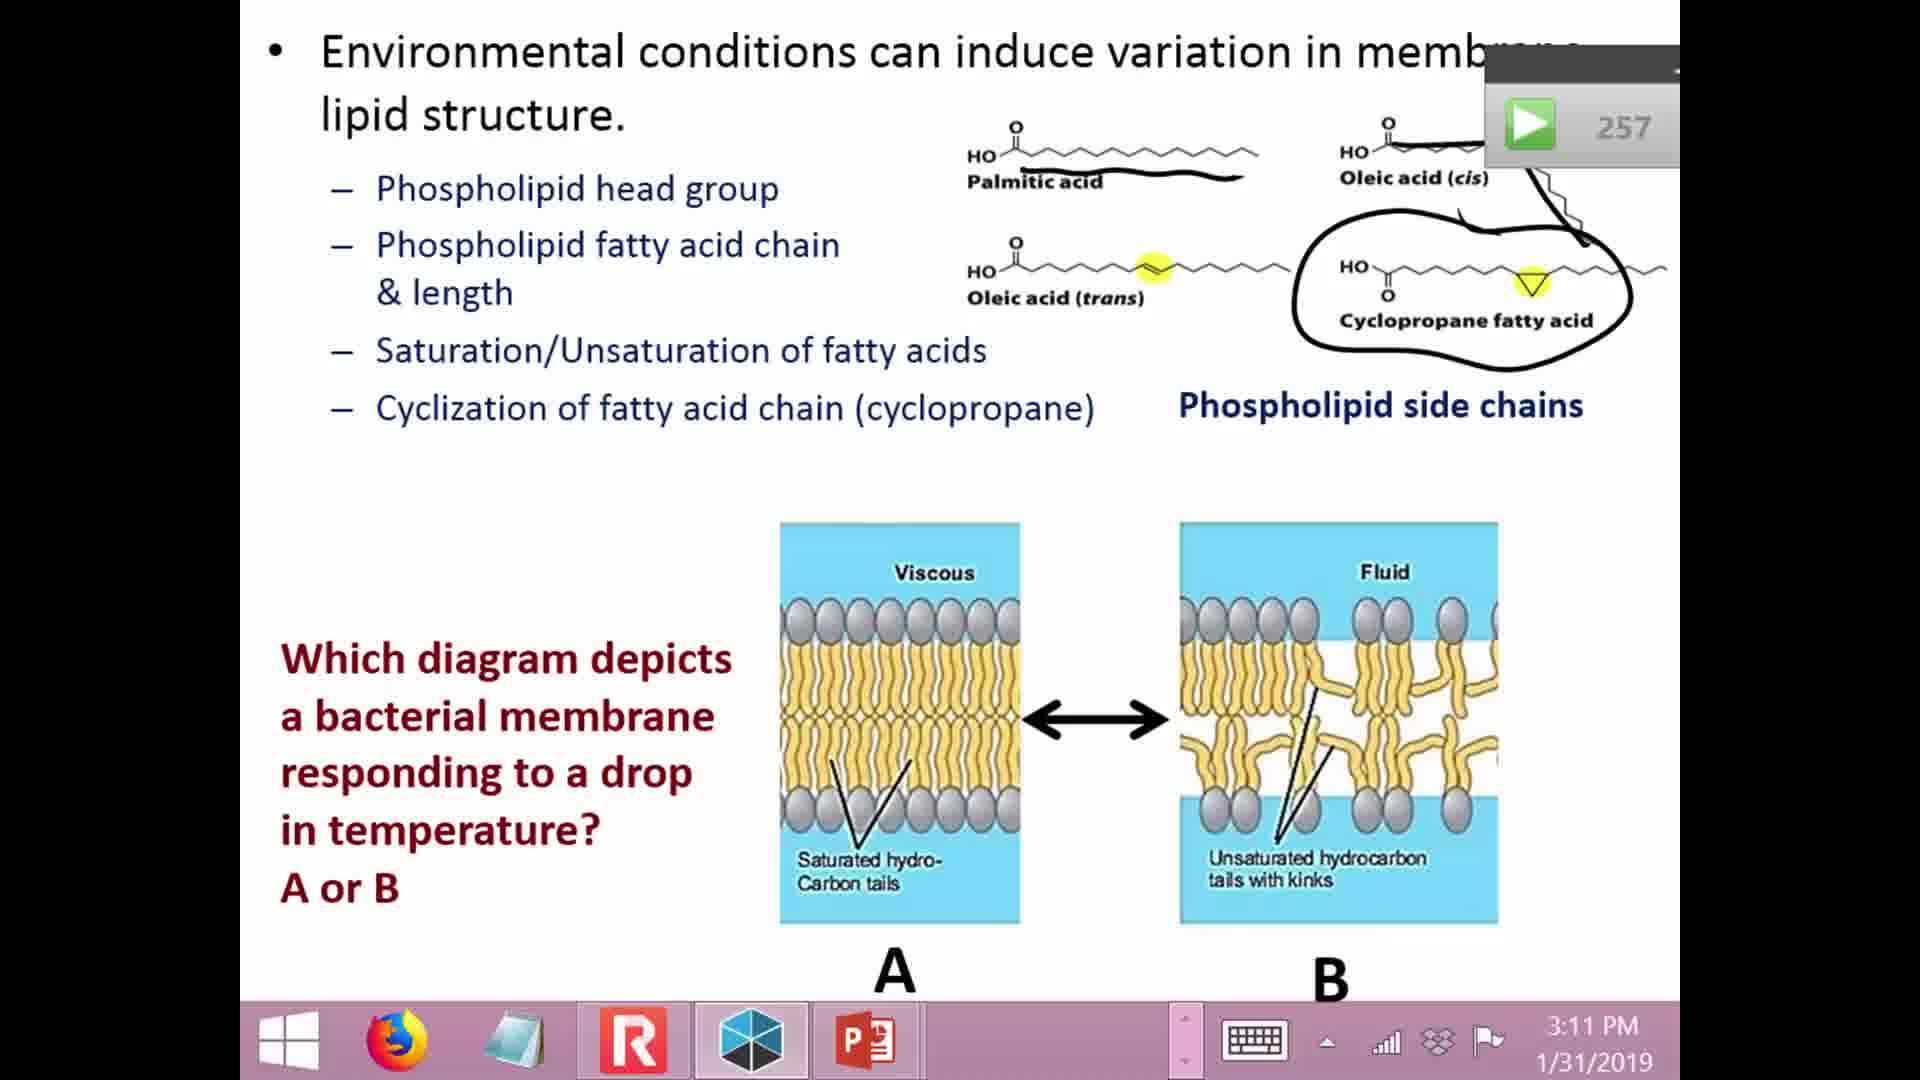 • Environmental conditions can induce variation in
lipid structure.
– Phospholipid head group
– Phospholipid fatty acid chain
& length
– Saturation/Unsaturation of fatty acids
– Cyclization of fatty acid chain (cyclopropane)
O
HO
Palmitic acid
O
HO
Oleic acid (cis)
257
O
HO
Oleic acid (trans)
HO
O
Cyclopropane fatty acid
Phospholipid side chains
Which diagram depicts
a bacterial membrane
responding to a drop
in temperature?
A or B
Viscous
Saturated hydro-
Carbon tails
A
Fluid
Unsaturated hydrocarbon
tails with kinks
B
R
P
3:11 PM
1/31/2019